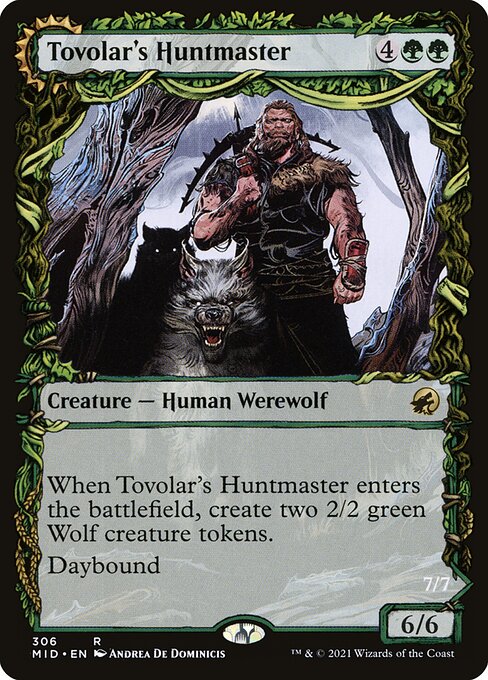 Tovolar's Huntmaster 4
Creature — Human Werewolf
When Tovolar's Huntmaster enters
the battlefield, create two 2/2 green
Wolf creature tokens.
Daybound
7/7
6/6
306 R
MID • EN Andrea De Dominicis
™ & © 2021 Wizards of the Coast